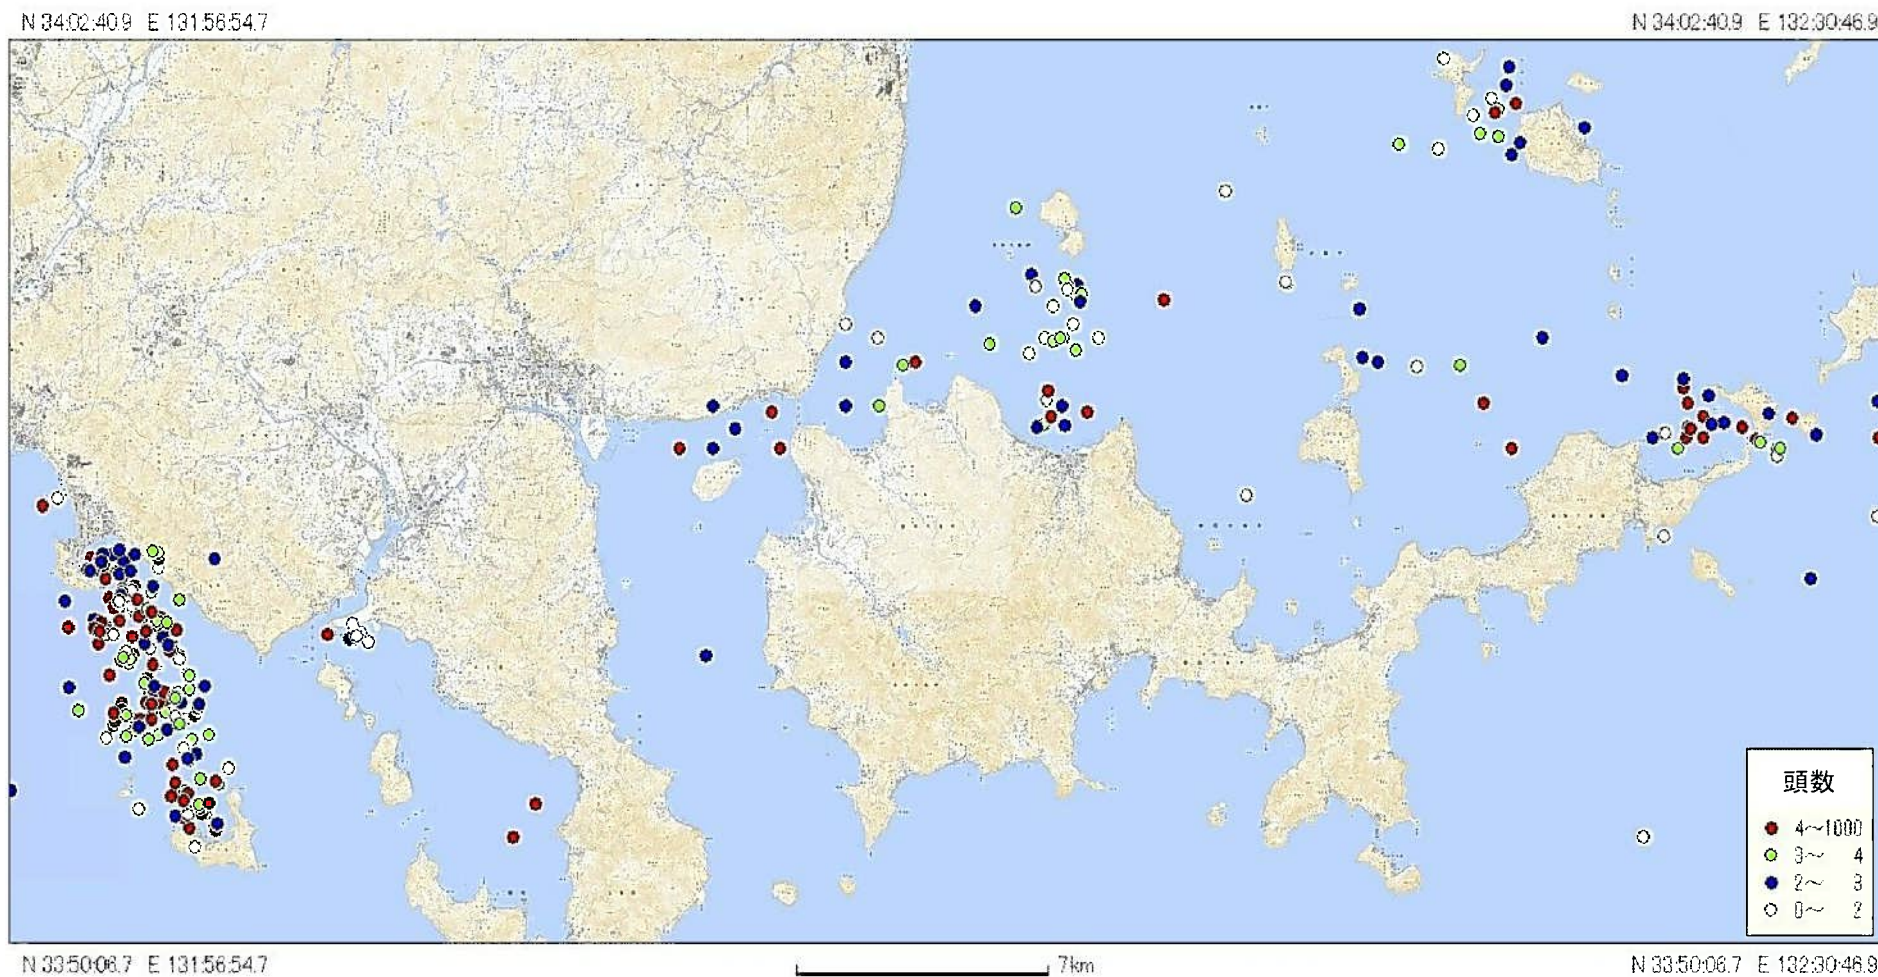 N 34:02:40.9 E 131:56:54.7
N 34:02:40.9 E 132:30:46.9
頭数
4～1000
3～ 4
2～ 3
0～ 2
N 33:50:06.7 E 131:56:54.7
7km
N 33:50:06.7 E 132:30:46.9